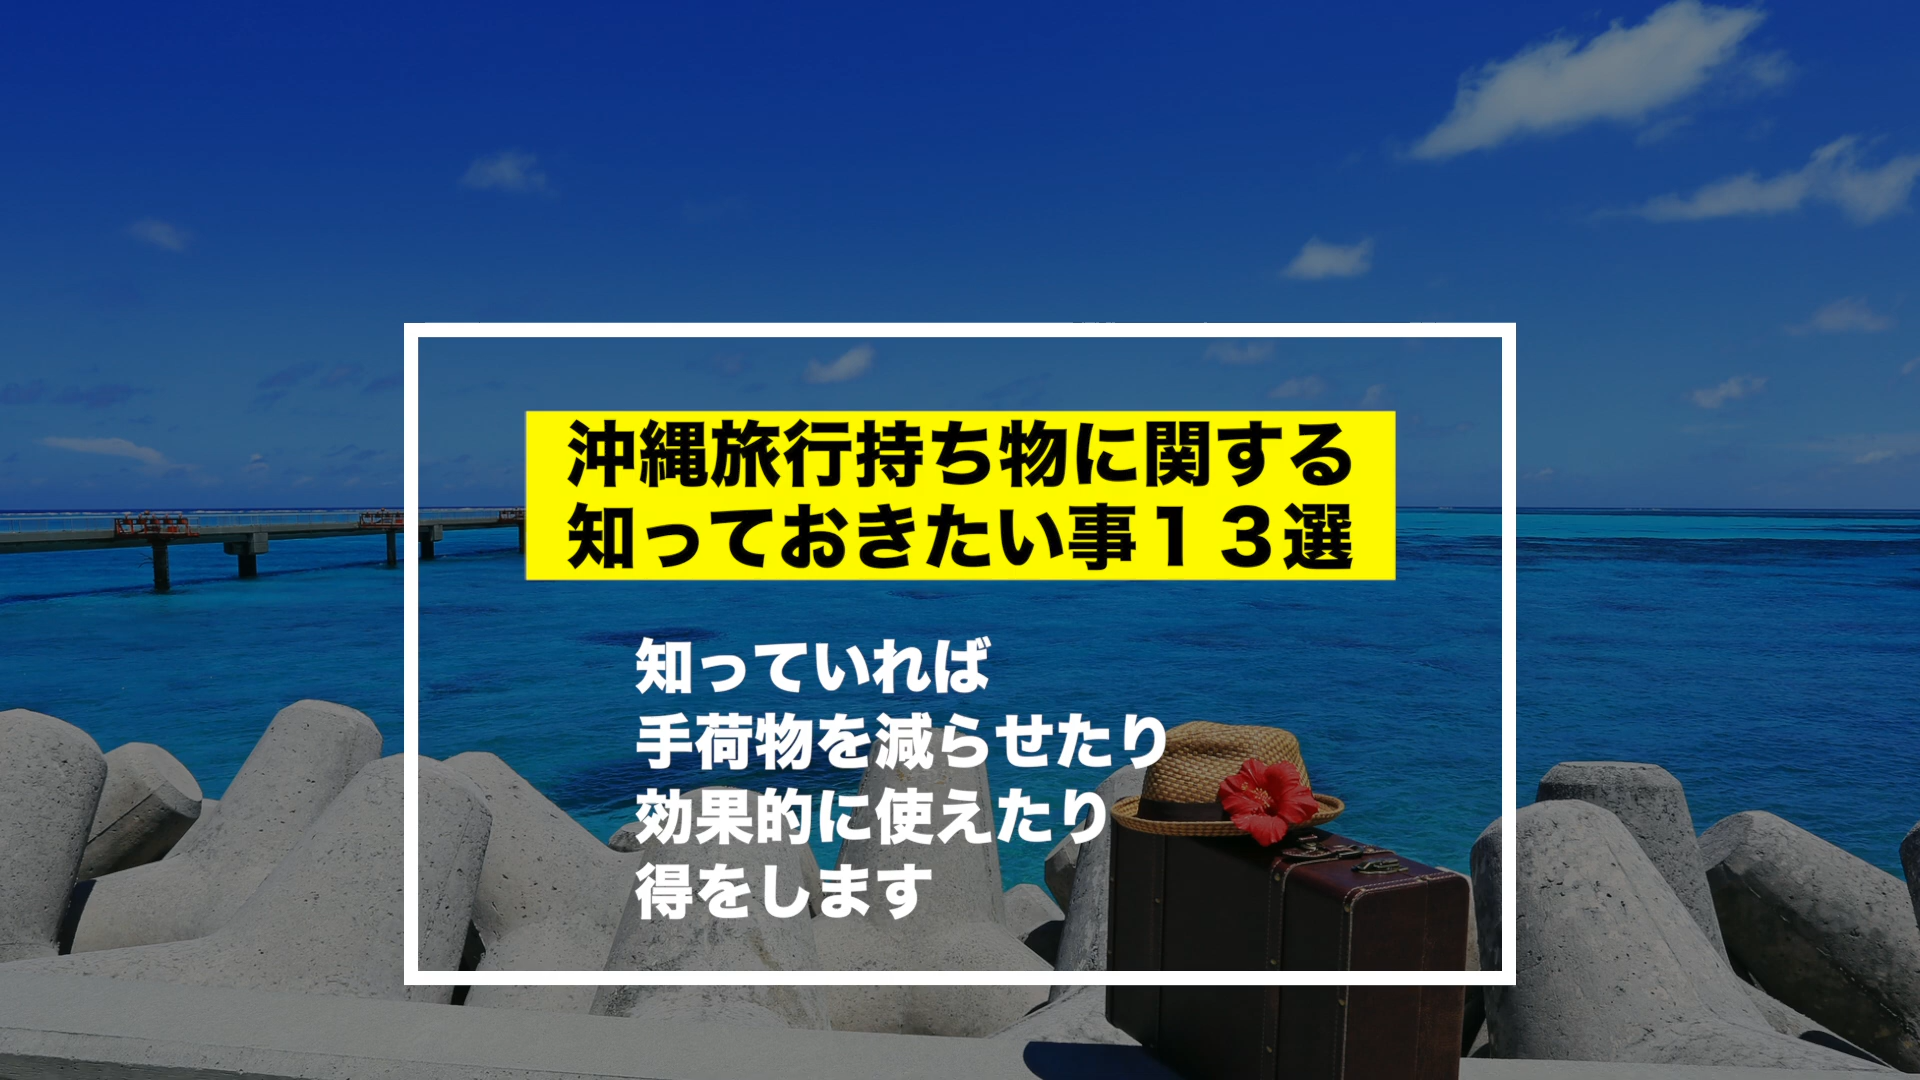 沖縄旅行持ち物に関する
知っておきたい事１３選
知っていれば
手荷物を減らせたり
効果的に使えたり
得をします